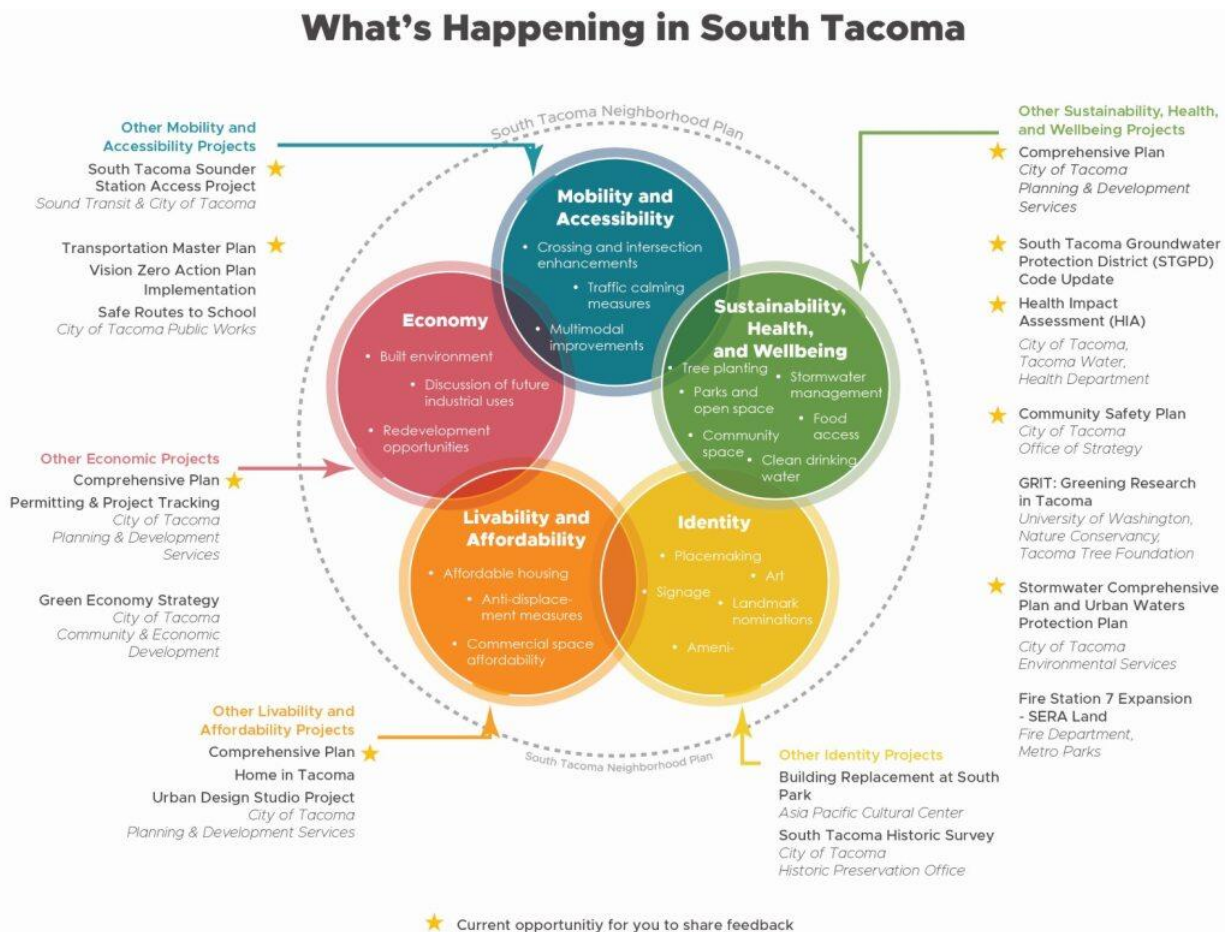 What's Happening in South Tacoma
South Tacoma Neighborhood Plan
Other Mobility and
Accessibility Projects
South Tacoma Sounder
Station Access Project
Sound Transit & City of Tacoma
Transportation Master Plan
Vision Zero Action Plan
Implementation
Safe Routes to School
City of Tacoma Public Works
Other Economic Projects
Comprehensive Plan
Permitting & Project Tracking
City of Tacoma
Planning & Development
Services
Green Economy Strategy
City of Tacoma
Community & Economic
Development
Other Livability and
Affordability Projects
Comprehensive Plan
Home in Tacoma
Urban Design Studio Project
City of Tacoma
Planning & Development Services
Mobility and
Accessibility
• Crossing and intersection
enhancements
• Traffic calming
measures
• Multimodal
improvements
Economy
• Built environment
• Discussion of future
industrial uses
• Redevelopment
opportunities
Sustainability,
Health,
and Wellbeing
• Tree planting
• Stormwater
management
• Parks and
open space
• Food
access
• Community
space
• Clean drinking
water
Livability and
Affordability
• Affordable housing
• Anti-displace-
ment measures
• Commercial space
affordability
Identity
• Placemaking
• Art
• Signage
• Landmark
nominations
• Ameni-
South Tacoma Neighborhood Plan
Other Sustainability, Health,
and Wellbeing Projects
Comprehensive Plan
City of Tacoma
Planning & Development
Services
South Tacoma Groundwater
Protection District (STGPD)
Code Update
Health Impact
Assessment (HIA)
City of Tacoma,
Tacoma Water,
Health Department
Community Safety Plan
City of Tacoma
Office of Strategy
GRIT: Greening Research
in Tacoma
University of Washington,
Nature Conservancy,
Tacoma Tree Foundation
Stormwater Comprehensive
Plan and Urban Waters
Protection Plan
City of Tacoma
Environmental Services
Fire Station 7 Expansion
- SERA Land
Fire Department,
Metro Parks
Other Identity Projects
Building Replacement at South
Park
Asia Pacific Cultural Center
South Tacoma Historic Survey
City of Tacoma
Historic Preservation Office
Current opportunitiy for you to share feedback